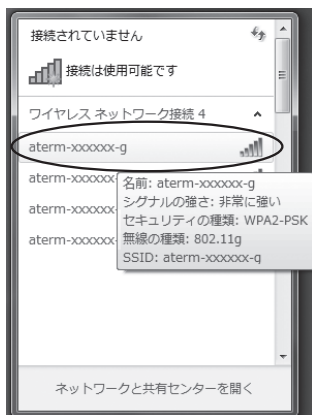 接続されていません
接続は使用可能です
ワイヤレス ネットワーク接続 4
aterm-xxxxxx-g
aterm-xxxxxx-
aterm-xxxxxx-
aterm-xxxxxx-
名前: aterm-xxxxxx-g
シグナルの強さ: 非常に強い
セキュリティの種類: WPA2-PSK
無線の種類: 802.11g
SSID: aterm-xxxxxx-g
ネットワークと共有センターを開く